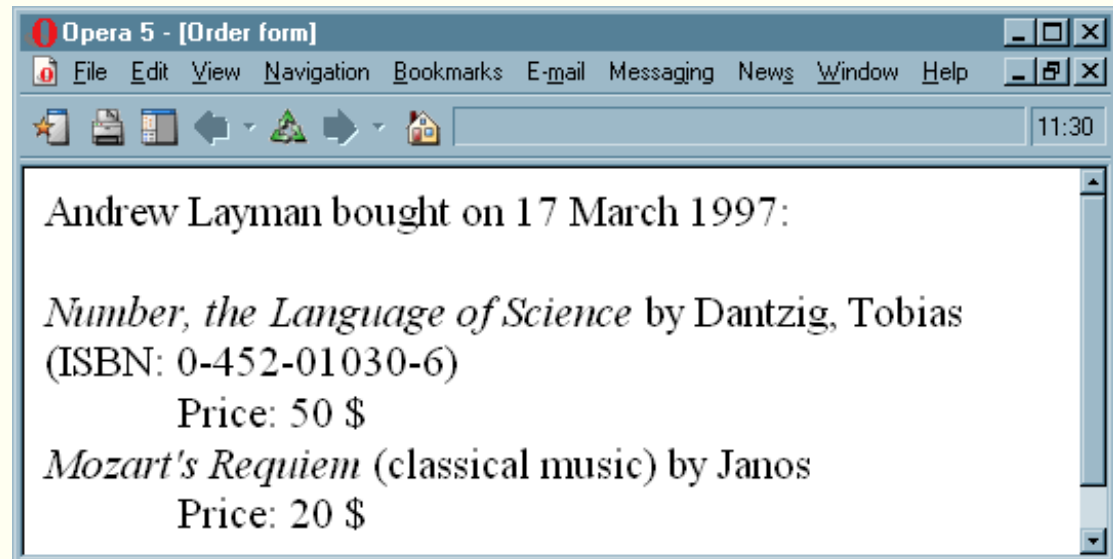 Opera 5 - [Order form]
File Edit View Navigation Bookmarks E-mail Messaging News Window Help
11:30
Andrew Layman bought on 17 March 1997:
Number, the Language of Science by Dantzig, Tobias
(ISBN: 0-452-01030-6)
Price: 50 $
Mozart's Requiem (classical music) by Janos
Price: 20 $